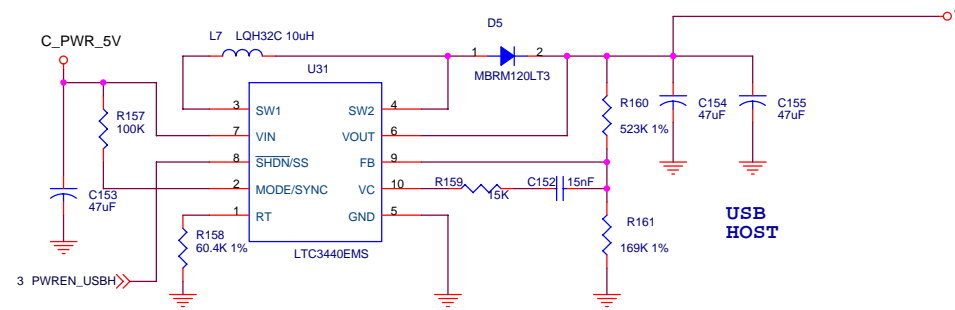 C_PWR_5V
L7 LQH32C 10uH
D5
1 2
MBRM120LT3
U31
3 SW1 SW2 4
7 VIN VOUT 6
8 SHDN/SS FB 9
2 MODE/SYNC VC 10
1 RT GND 5
LTC3440EMS
R157
100K
C153
47uF
R158
60.4K 1%
3 PWREN_USBH
R159
15K
C152 15nF
R160
523K 1%
R161
169K 1%
C154
47uF
C155
47uF
USB
HOST